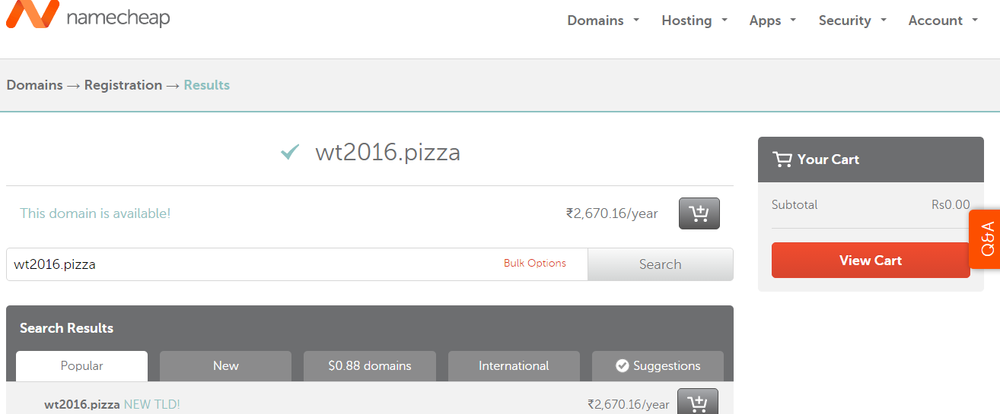 namecheap
Domains Hosting Apps Security Account
Domains → Registration → Results
wt2016.pizza
This domain is available! ₹2,670.16/year
wt2016.pizza Bulk Options Search
Your Cart
Subtotal Rs0.00
View Cart
Q&A
Search Results
Popular New $0.88 domains International Suggestions
wt2016.pizza NEW TLD! ₹2,670.16/year